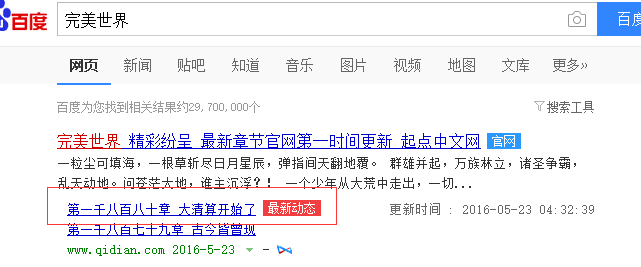 百度 完美世界 百度
网页 新闻 贴吧 知道 音乐 图片 视频 地图 文库 更多»
百度为您找到相关结果约29,700,000个 搜索工具
完美世界 精彩纷呈 最新章节官网第一时间更新 起点中文网 官网
一粒尘可填海，一根草斩尽日月星辰，弹指间天翻地覆。 群雄并起，万族林立，诸圣争霸，
乱天动地。问苍茫大地，谁主沉浮？！ 一个少年从大荒中走出，一切...
第一千八百八十章 大清算开始了 最新动态 更新时间 : 2016-05-23 04:32:39
第一千八百七十九章 古今皆曾现
www.qidian.com 2016-5-23 -